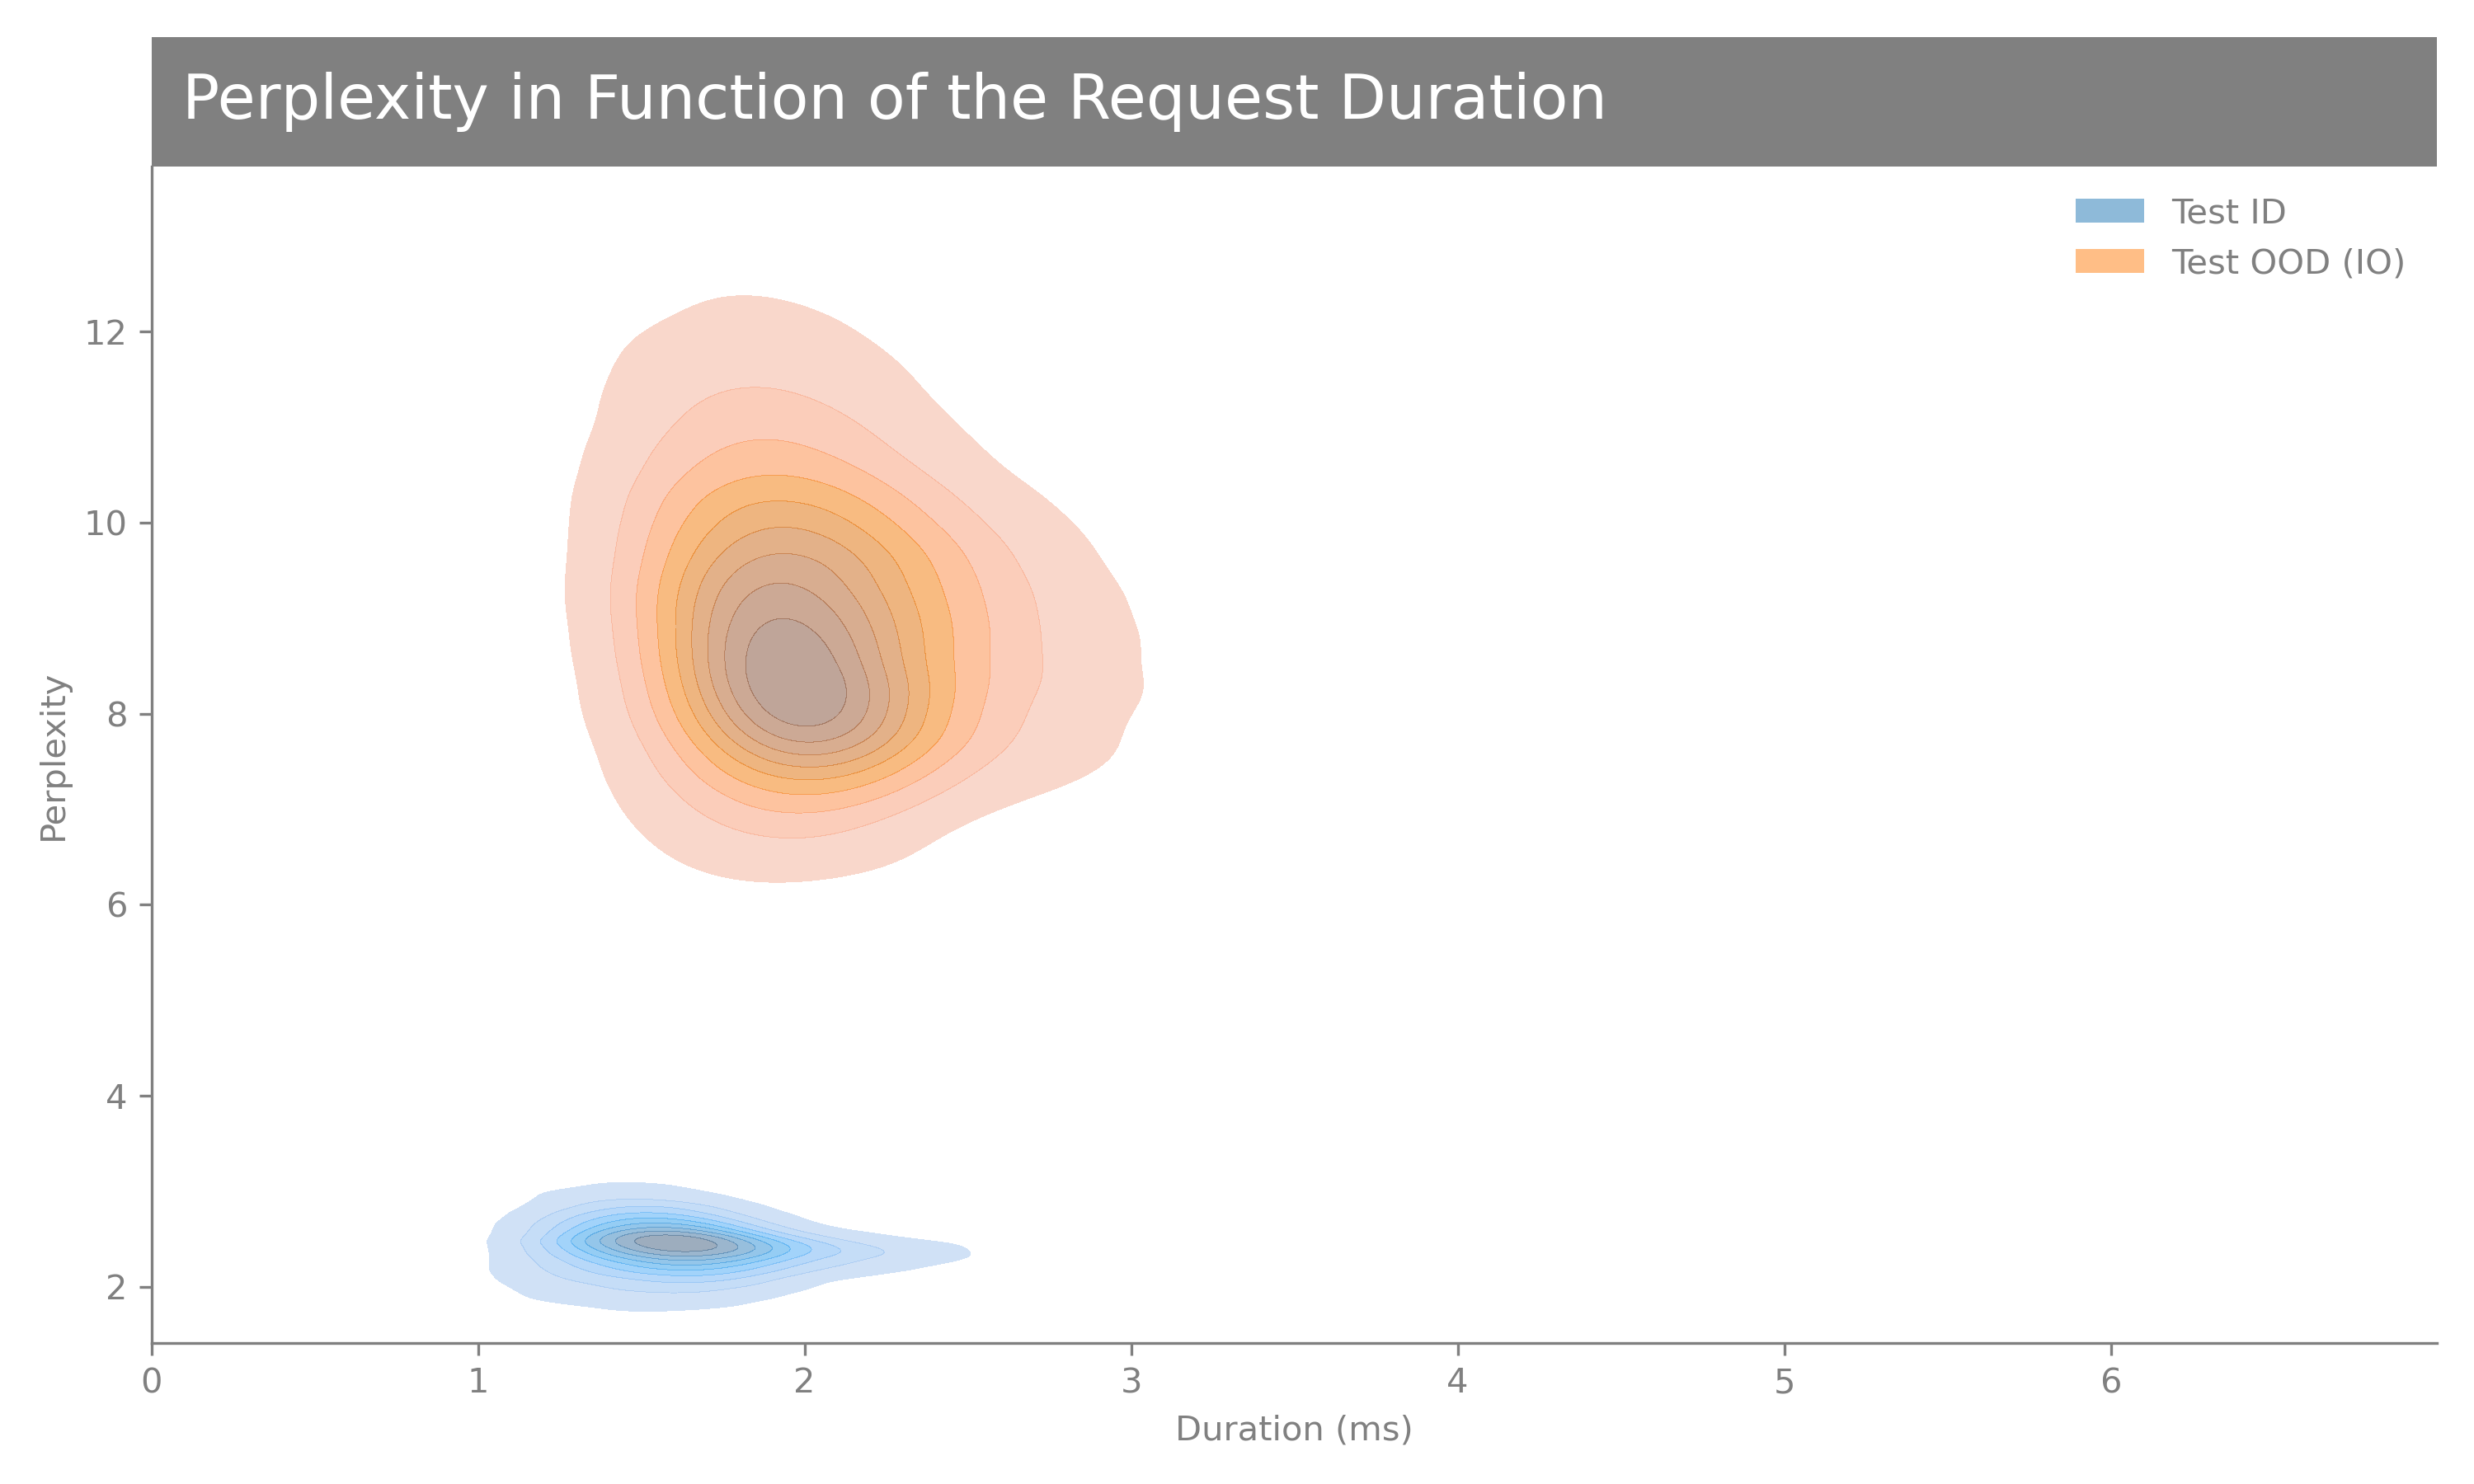 Perplexity in Function of the Request Duration
Test ID
Test OOD (IO)
12
10
8
6
4
2
Perplexity
0 1 2 3 4 5 6
Duration (ms)